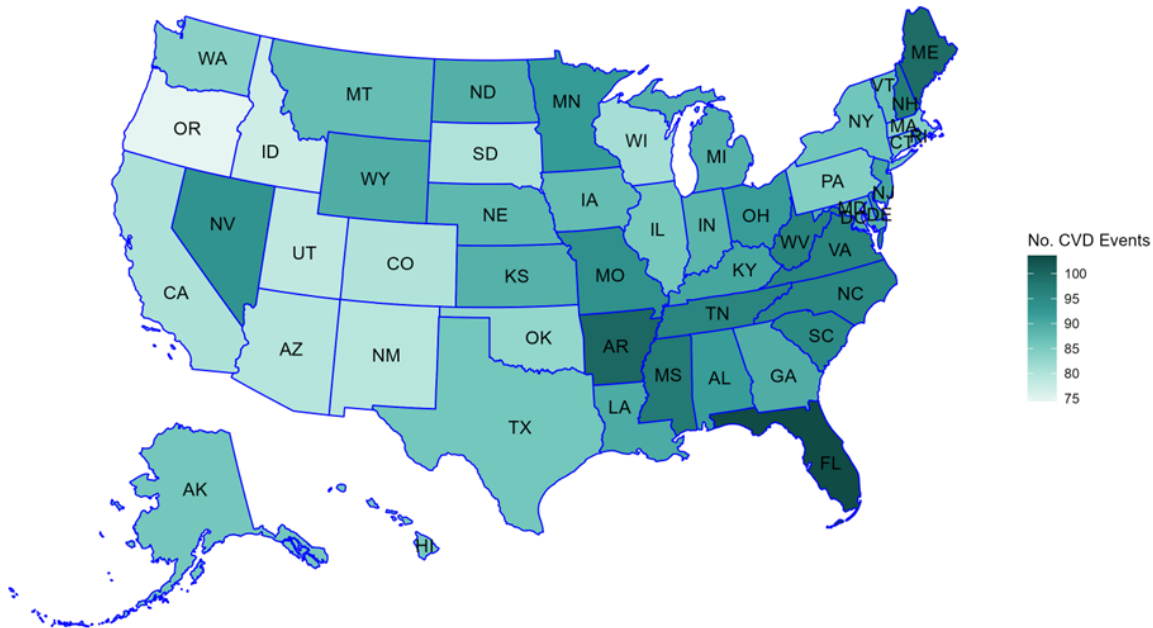 ME
WA
MT
ND
MN
VT
NH
NY
MA
RI
CT
OR
ID
SD
WI
MI
WY
PA
NJ
NE
IA
MD
DC
DE
NV
IL
IN
OH
WV
VA
UT
CO
KS
MO
KY
CA
NC
TN
OK
SC
AZ
NM
AR
MS
AL
GA
LA
TX
FL
AK
HI
No. CVD Events
100
95
90
85
80
75